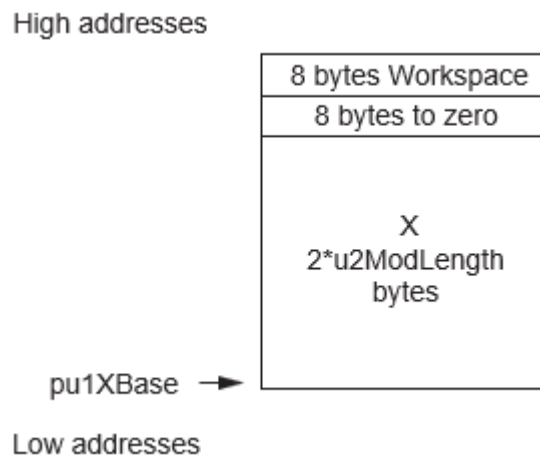 High addresses
8 bytes Workspace
8 bytes to zero
X
2*u2ModLength
bytes
pu1XBase
Low addresses